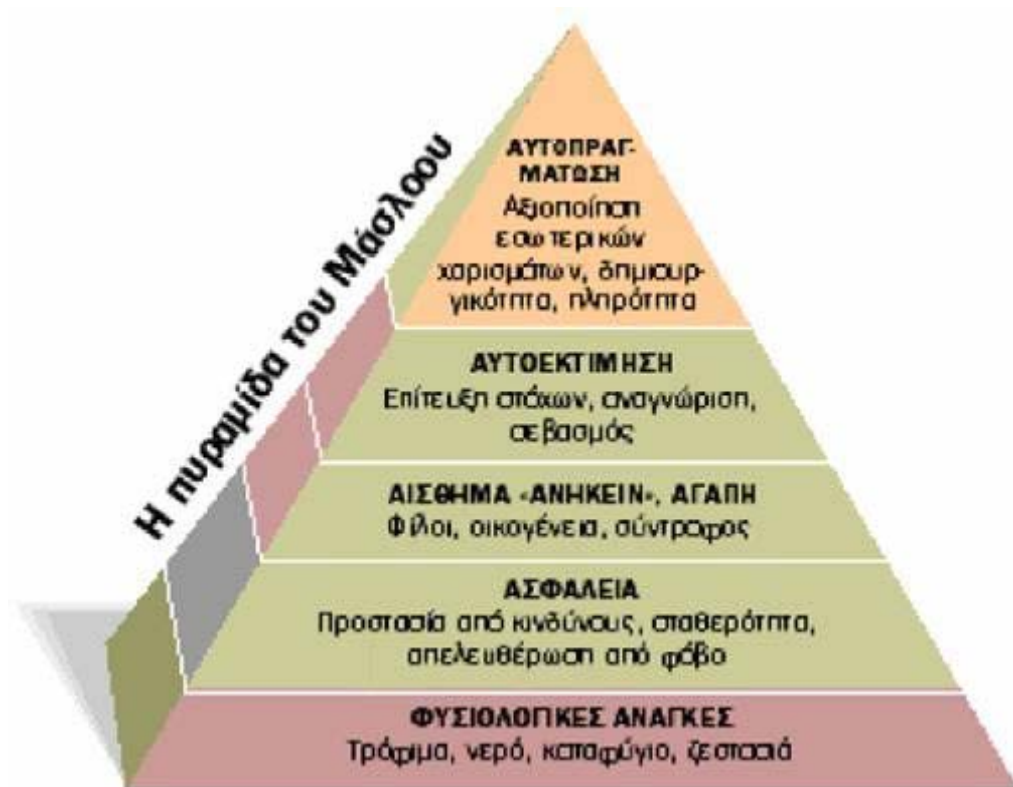 Η πυραμίδα του Μάσλοου
ΑΥΤΟΠΡΑΓ-
ΜΑΤΩΣΗ
Αξιοποίηση
εσωτερικών
χαρισμάτων, δημιουρ-
γικότητα, πληρότητα
ΑΥΤΟΕΚΤΙΜΗΣΗ
Επίτευξη στόχων, αναγνώριση,
σεβασμός
ΑΙΣΘΗΜΑ «ΑΝΗΚΕΙΝ», ΑΓΑΠΗ
Φίλοι, οικογένεια, σύντροφος
ΑΣΦΑΛΕΙΑ
Προστασία από κινδύνους, σταθερότητα,
απελευθέρωση από φόβο
ΦΥΣΙΟΛΟΓΙΚΕΣ ΑΝΑΓΚΕΣ
Τρόφιμα, νερό, καταφύγιο, ζεστασιά